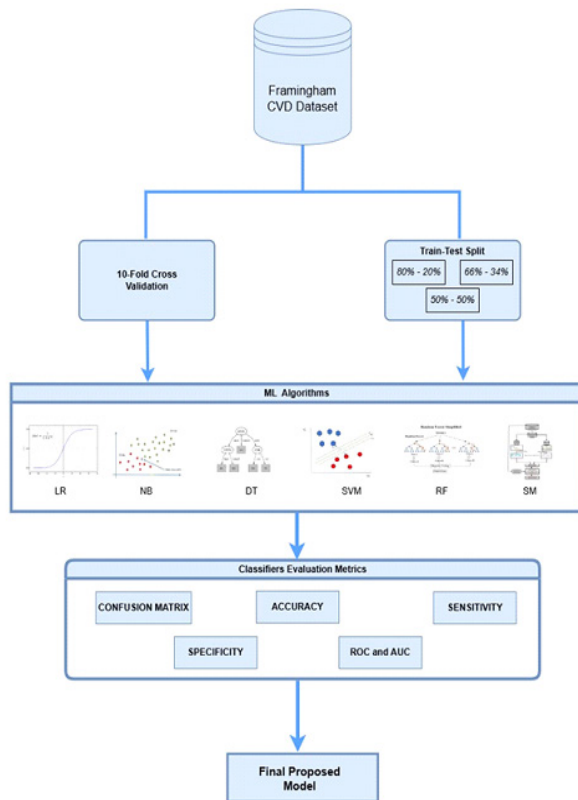 Framingham
CVD Dataset
10-Fold Cross
Validation
Train-Test Split
80% - 20%
66% - 34%
50% - 50%
ML Algorithms
LR
NB
DT
SVM
RF
SM
Classifiers Evaluation Metrics
CONFUSION MATRIX
ACCURACY
SENSITIVITY
SPECIFICITY
ROC and AUC
Final Proposed
Model